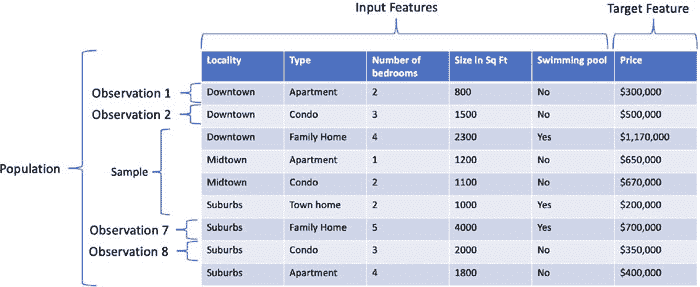 Input Features
Target Feature
Locality Type Number of bedrooms Size in Sq Ft Swimming pool Price
Observation 1 Downtown Apartment 2 800 No $300,000
Observation 2 Downtown Condo 3 1500 No $500,000
Downtown Family Home 4 2300 Yes $1,170,000
Population Sample Midtown Apartment 1 1200 No $650,000
Midtown Condo 2 1100 No $670,000
Suburbs Town home 2 1000 Yes $200,000
Observation 7 Suburbs Family Home 5 4000 Yes $700,000
Observation 8 Suburbs Condo 3 2000 No $350,000
Suburbs Apartment 4 1800 No $400,000